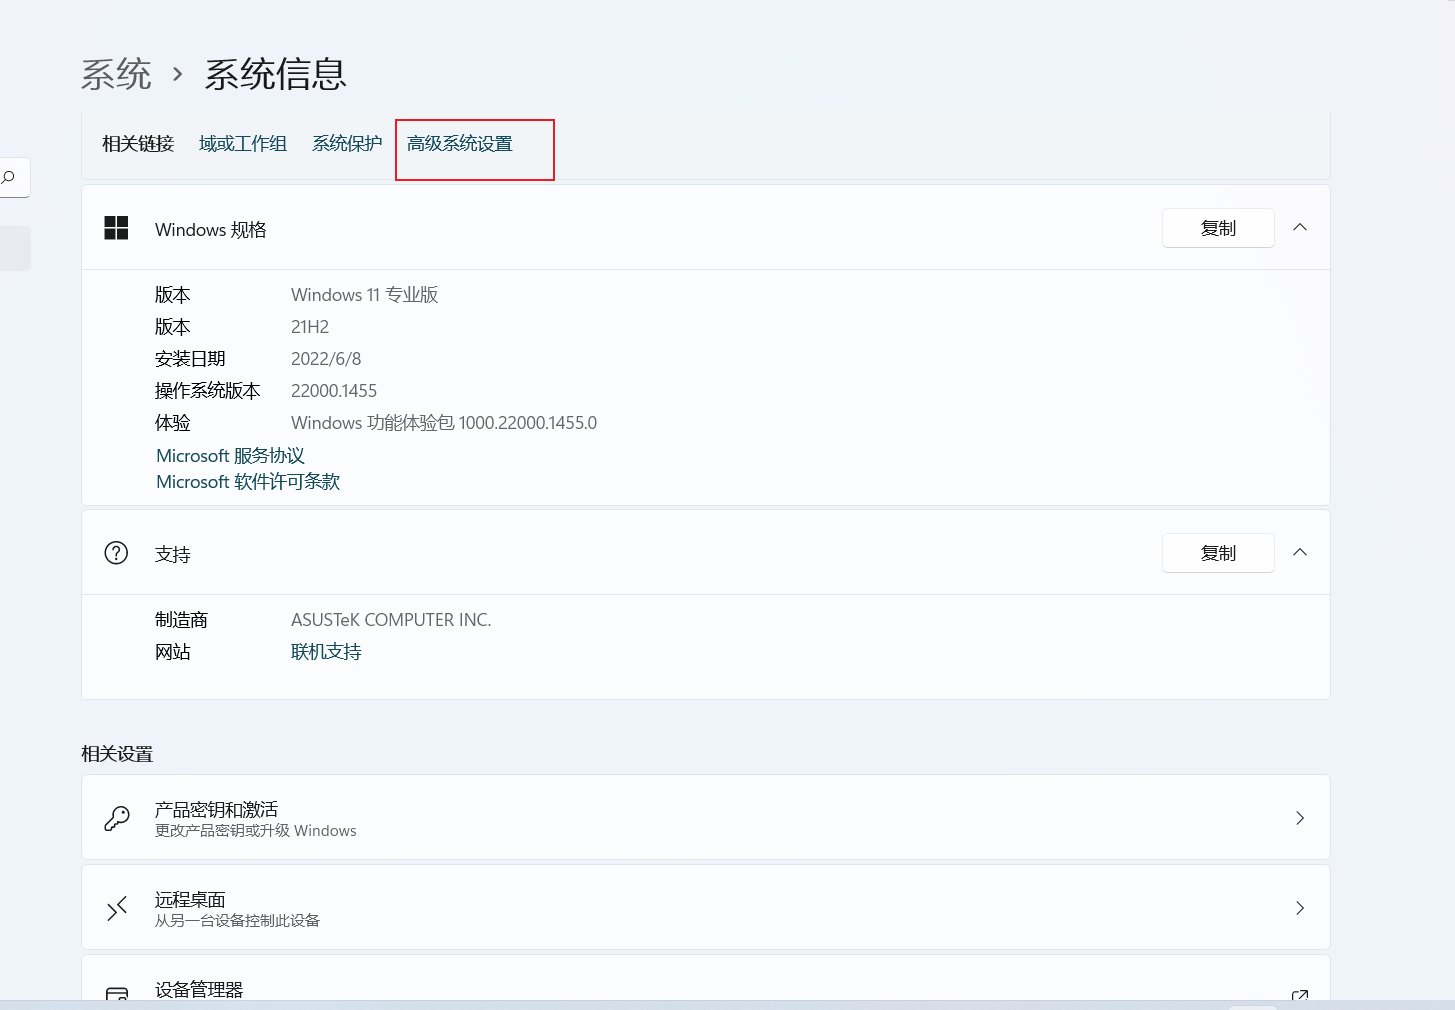 系统 › 系统信息
相关链接 域或工作组 系统保护 高级系统设置
Windows 规格 复制
版本 Windows 11 专业版
版本 21H2
安装日期 2022/6/8
操作系统版本 22000.1455
体验 Windows 功能体验包 1000.22000.1455.0
Microsoft 服务协议
Microsoft 软件许可条款
支持 复制
制造商 ASUSTeK COMPUTER INC.
网站 联机支持
相关设置
产品密钥和激活
更改产品密钥或升级 Windows
远程桌面
从另一台设备控制此设备
设备管理器